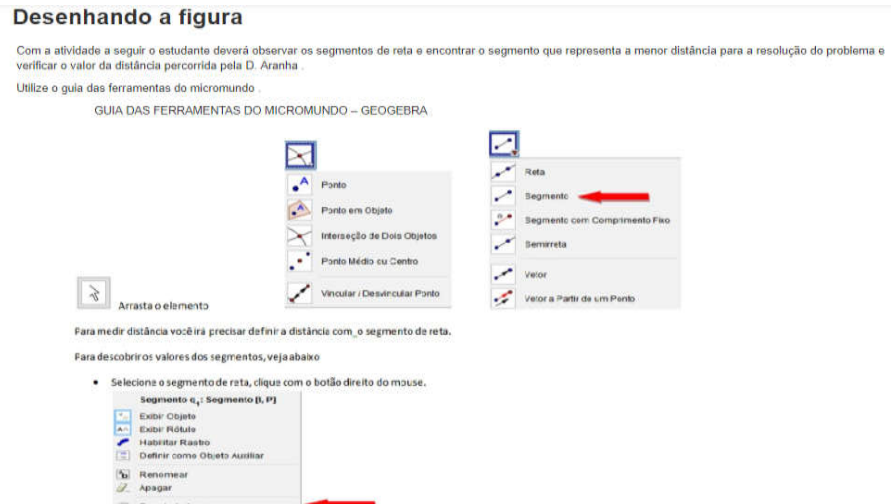 Desenhando a figura
Com a atividade a seguir o estudante deverá observar os segmentos de reta e encontrar o segmento que representa a menor distância para a resolução do problema e
verificar o valor da distância percorrida pela D. Aranha .
Utilize o guia das ferramentas do micromundo .
GUIA DAS FERRAMENTAS DO MICROMUNDO – GEOGEBRA
Ponto
Ponto em Objeto
Interseção de Dois Objetos
Ponto Médio ou Centro
Vincular / Desvincular Ponto
Reta
Segmento
Segmento com Comprimento Fixo
Semirreta
Vetor
Vetor a Partir de um Ponto
Arrasta o elemento
Para medir distância você irá precisar definir a distância com_o segmento de reta.
Para descobrir os valores dos segmentos, veja abaixo
• Selecione o segmento de reta, clique com o botão direito do mouse.
Segmento q₁: Segmento [I, P]
Exibir Objeto
Exibir Rótulo
Habilitar Rastro
Definir como Objeto Auxiliar
Renomear
Apagar